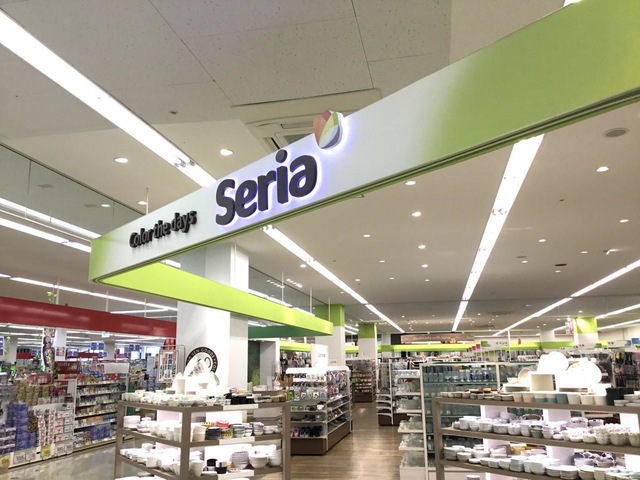 Color the days
Seria